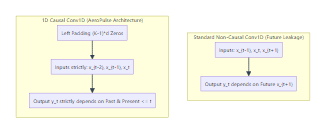 1D Causal Conv1D (AeroPulse Architecture)
Left Padding: (K-1)*d Zeros
Inputs strictly: x_{t-2}, x_{t-1}, x_t
Output y_t strictly depends on Past & Present <= t
Standard Non-Causal Conv1D (Future Leakage)
Inputs: x_{t-1}, x_t, x_{t+1}
Output y_t depends on Future x_{t+1}